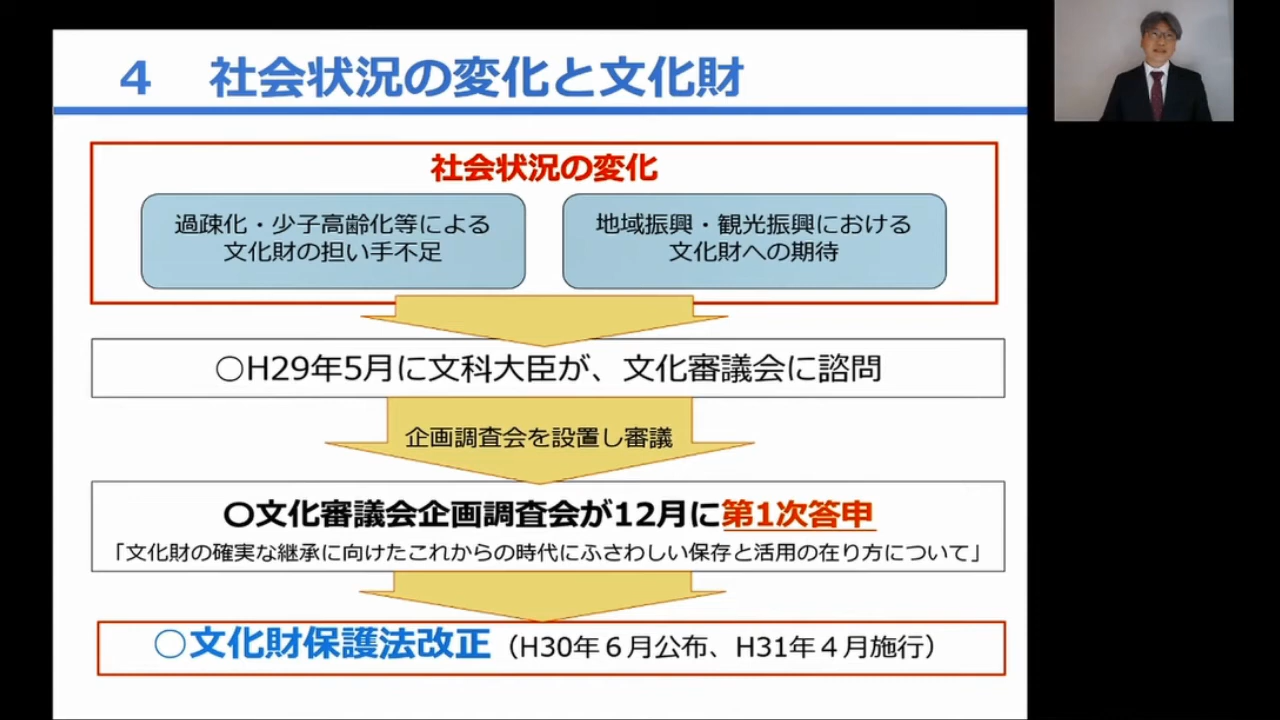 ４　社会状況の変化と文化財
社会状況の変化
過疎化・少子高齢化等による
文化財の担い手不足
地域振興・観光振興における
文化財への期待
○H29年5月に文科大臣が、文化審議会に諮問
企画調査会を設置し審議
○文化審議会企画調査会が12月に第1次答申
「文化財の確実な継承に向けたこれからの時代にふさわしい保存と活用の在り方について」
○文化財保護法改正（H30年６月公布、H31年４月施行）